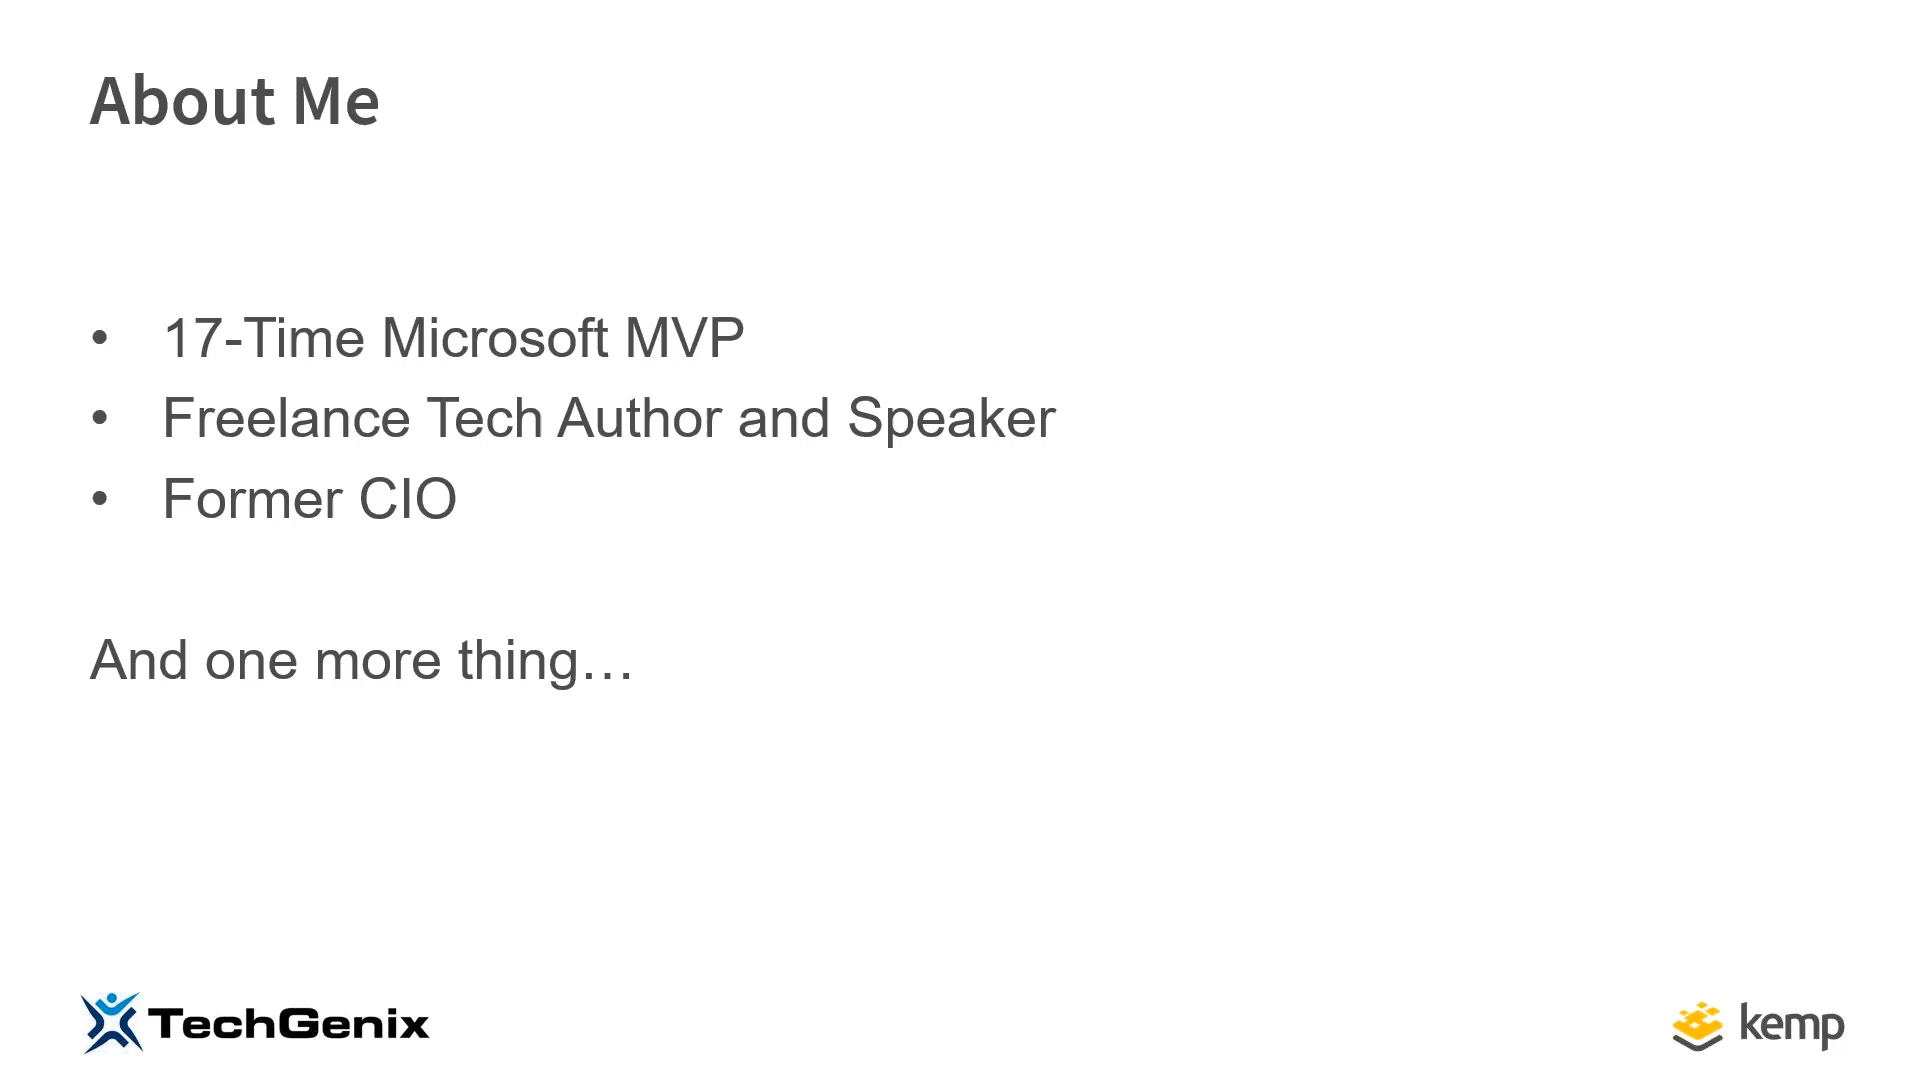 About Me
• 17-Time Microsoft MVP
• Freelance Tech Author and Speaker
• Former CIO
And one more thing…
TechGenix
kemp